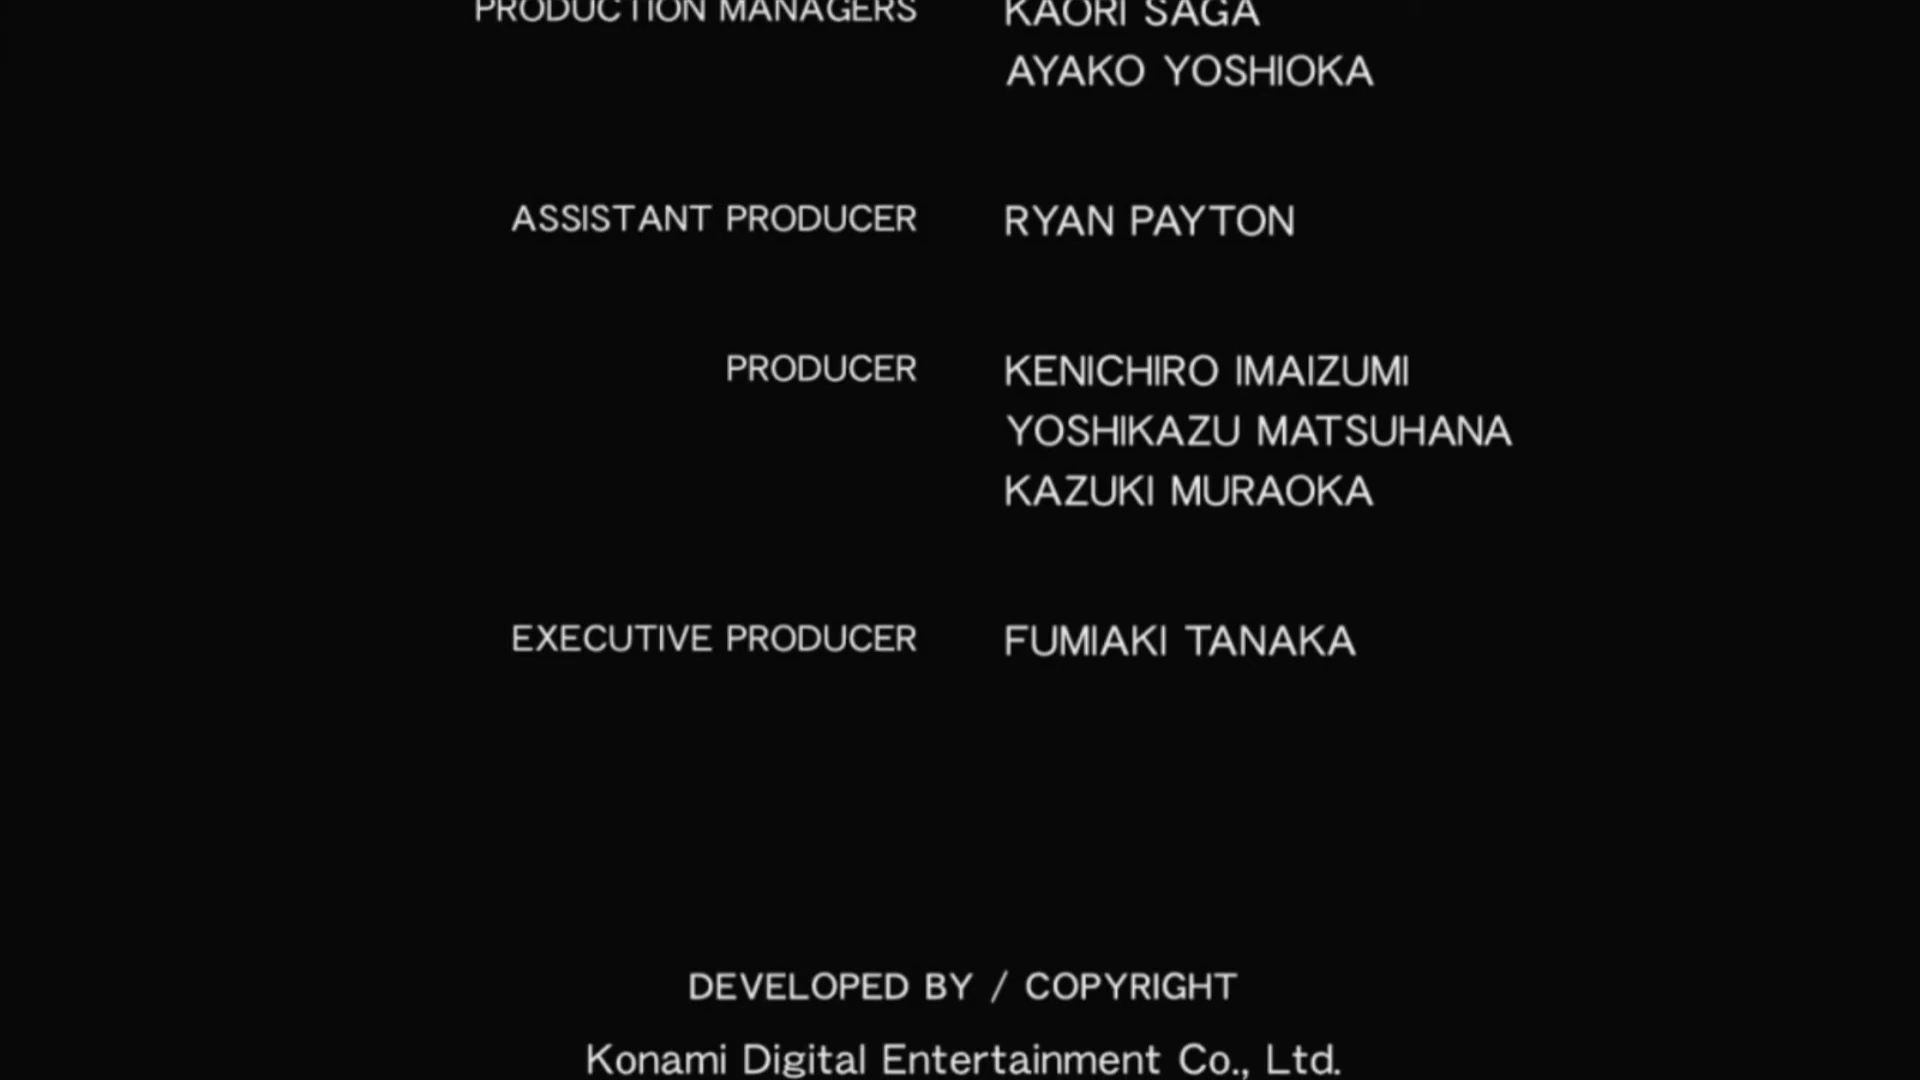 PRODUCTION MANAGERS KAORI SAGA
AYAKO YOSHIOKA
ASSISTANT PRODUCER RYAN PAYTON
PRODUCER KENICHIRO IMAIZUMI
YOSHIKAZU MATSUHANA
KAZUKI MURAOKA
EXECUTIVE PRODUCER FUMIAKI TANAKA
DEVELOPED BY / COPYRIGHT
Konami Digital Entertainment Co., Ltd.